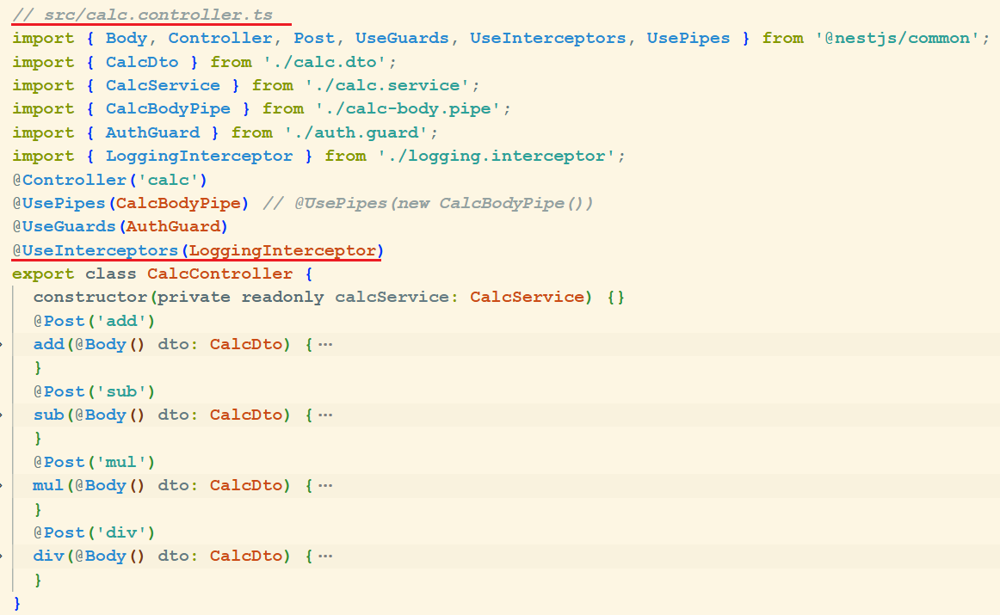 // src/calc.controller.ts
import { Body, Controller, Post, UseGuards, UseInterceptors, UsePipes } from '@nestjs/common';
import { CalcDto } from './calc.dto';
import { CalcService } from './calc.service';
import { CalcBodyPipe } from './calc-body.pipe';
import { AuthGuard } from './auth.guard';
import { LoggingInterceptor } from './logging.interceptor';
@Controller('calc')
@UsePipes(CalcBodyPipe) // @UsePipes(new CalcBodyPipe())
@UseGuards(AuthGuard)
@UseInterceptors(LoggingInterceptor)
export class CalcController {
  constructor(private readonly calcService: CalcService) {}
  @Post('add')
  add(@Body() dto: CalcDto) {···
  }
  @Post('sub')
  sub(@Body() dto: CalcDto) {···
  }
  @Post('mul')
  mul(@Body() dto: CalcDto) {···
  }
  @Post('div')
  div(@Body() dto: CalcDto) {···
  }
}